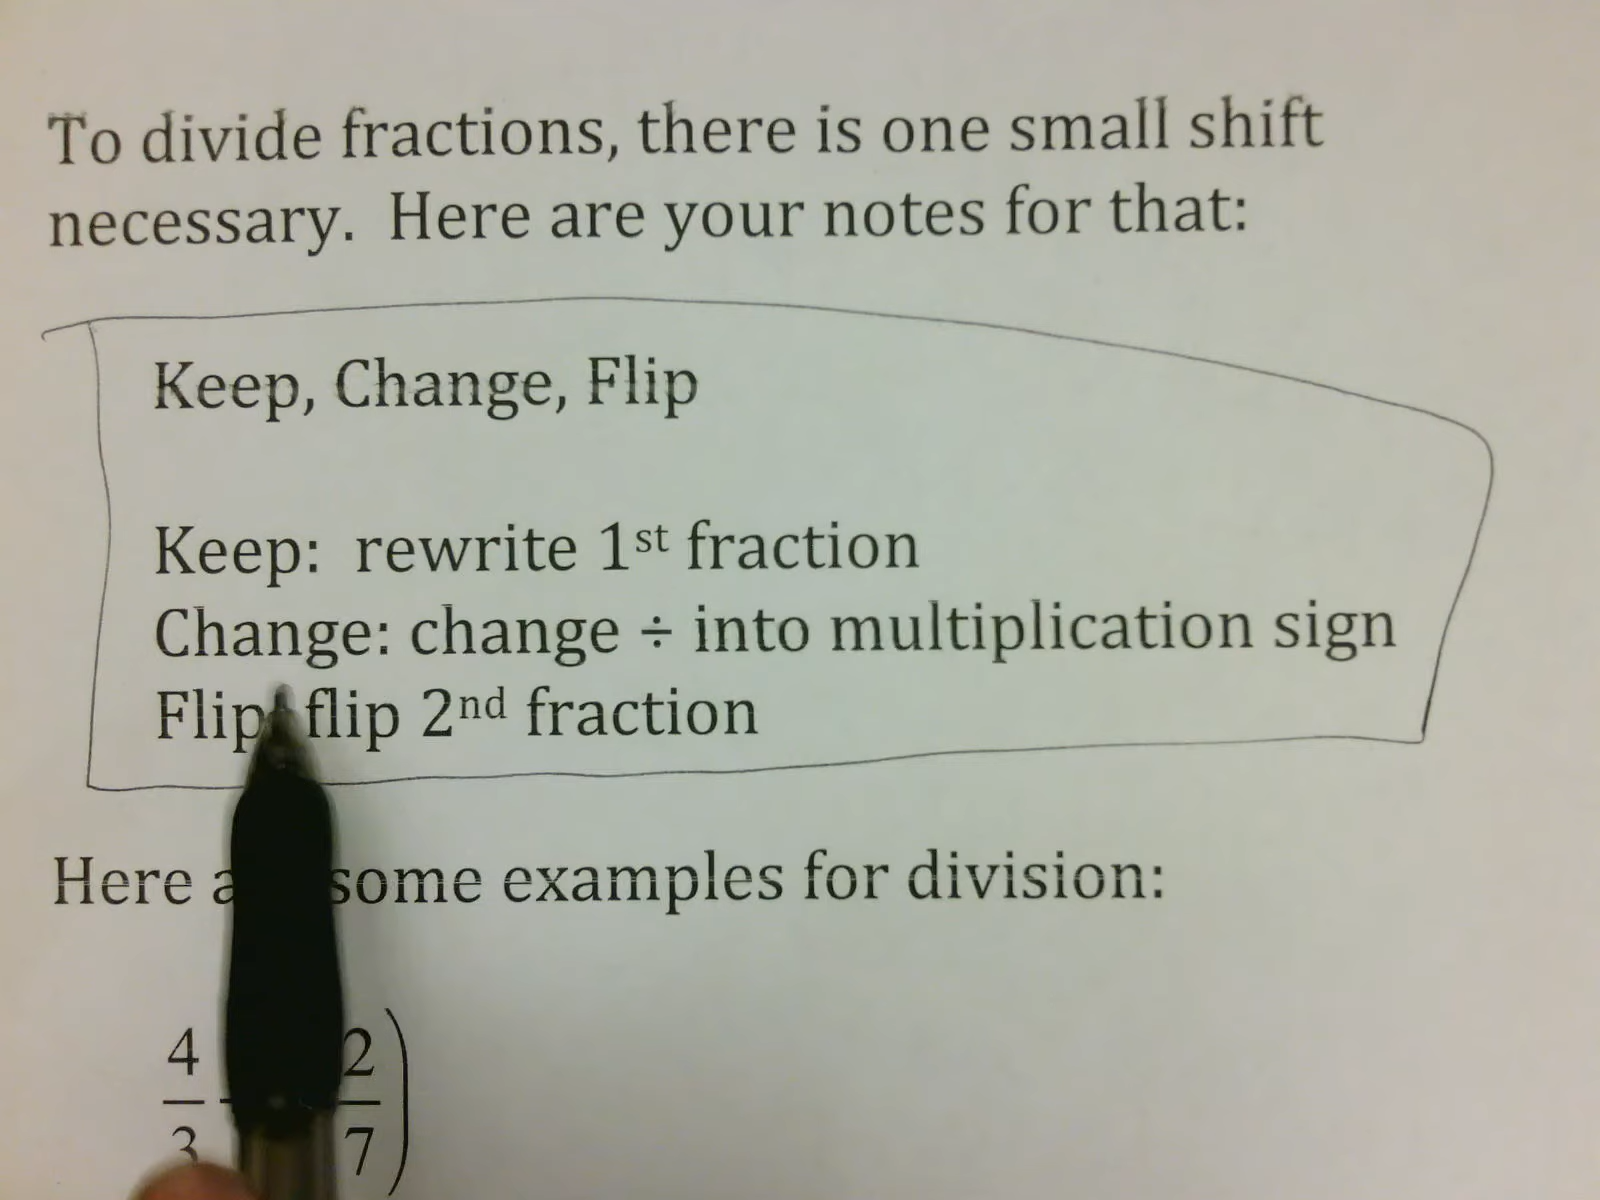 To divide fractions, there is one small shift
necessary. Here are your notes for that:
Keep, Change, Flip
Keep: rewrite 1st fraction
Change: change ÷ into multiplication sign
Flip flip 2nd fraction
Here some examples for division:
4 2 )
3 7